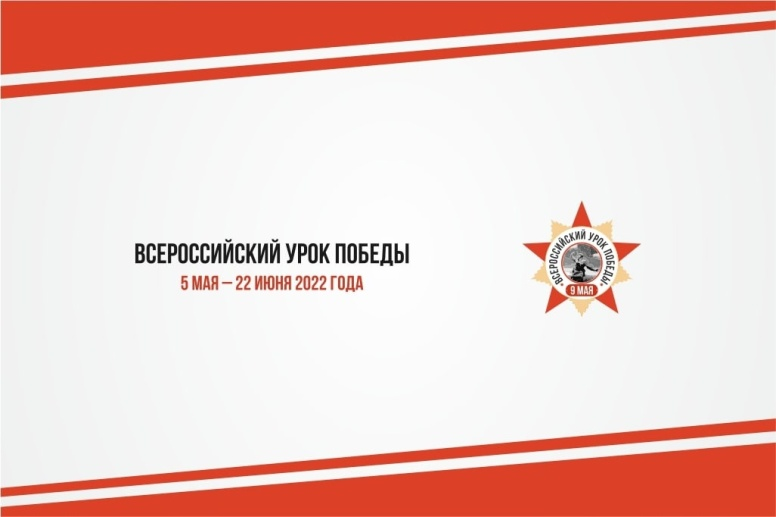 ВСЕРОССИЙСКИЙ УРОК ПОБЕДЫ
5 МАЯ – 22 ИЮНЯ 2022 ГОДА
•ВСЕРОССИЙСКИЙ УРОК ПОБЕДЫ•
9 МАЯ